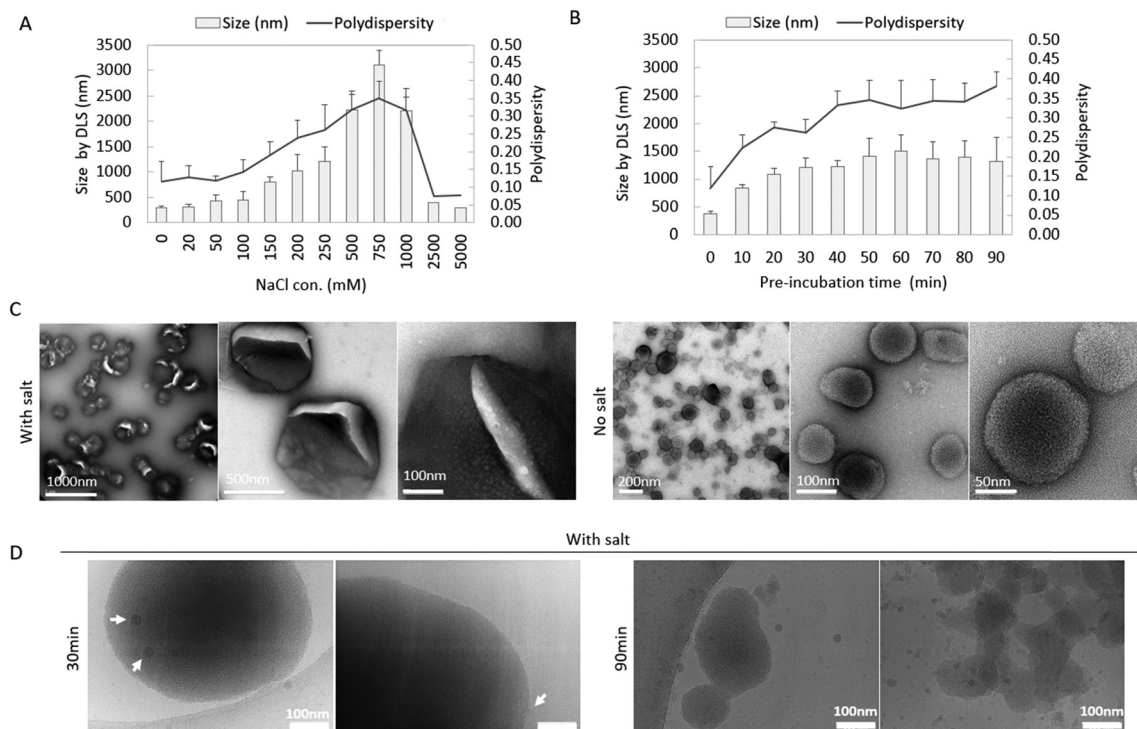 A
Size (nm)
Polydispersity
3500
3000
2500
2000
1500
1000
500
0
Size by DLS (nm)
0.50
0.45
0.40
0.35
0.30
0.25
0.20
0.15
0.10
0.05
0.00
Polydispersity
0 20 50 100 150 200 250 500 750 1000 2500 5000
NaCl con. (mM)
B
Size (nm)
Polydispersity
3500
3000
2500
2000
1500
1000
500
0
Size by DLS (nm)
0.50
0.45
0.40
0.35
0.30
0.25
0.20
0.15
0.10
0.05
0.00
Polydispersity
0 10 20 30 40 50 60 70 80 90
Pre-incubation time (min)
C
With salt
1000nm
500nm
100nm
No salt
200nm
100nm
50nm
With salt
D
30min
100nm
90min
100nm
100nm